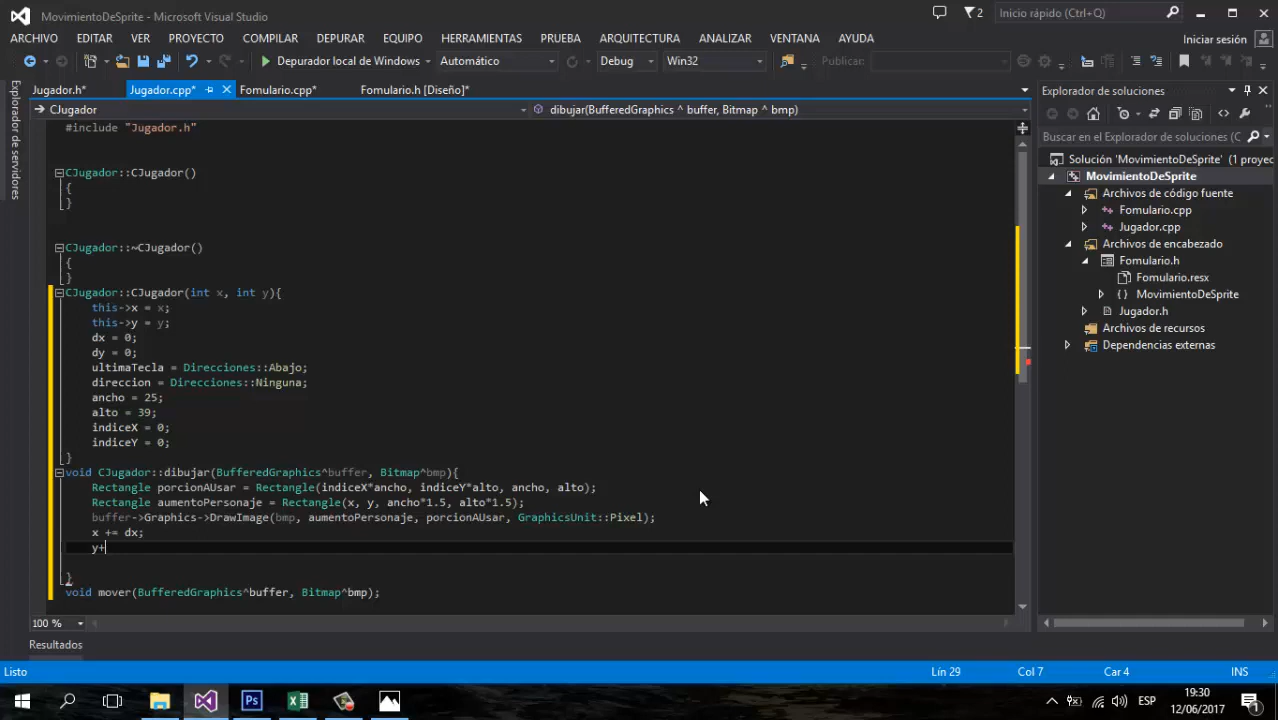 MovimientoDeSprite - Microsoft Visual Studio
2
Inicio rápido (Ctrl+Q)
ARCHIVO EDITAR VER PROYECTO COMPILAR DEPURAR EQUIPO HERRAMIENTAS PRUEBA ARQUITECTURA ANALIZAR VENTANA AYUDA
Iniciar sesión
Depurador local de Windows Automático Debug Win32 Publicar:
Explorador de servidores
Jugador.h* Jugador.cpp* Fomulario.cpp* Fomulario.h [Diseño]*
CJugador dibujar(BufferedGraphics ^ buffer, Bitmap ^ bmp)
#include "Jugador.h"
CJugador::CJugador()
{
}
CJugador::~CJugador()
{
}
CJugador::CJugador(int x, int y){
this->x = x;
this->y = y;
dx = 0;
dy = 0;
ultimaTecla = Direcciones::Abajo;
direccion = Direcciones::Ninguna;
ancho = 25;
alto = 39;
indiceX = 0;
indiceY = 0;
}
void CJugador::dibujar(BufferedGraphics^buffer, Bitmap^bmp){
Rectangle porcionAUsar = Rectangle(indiceX*ancho, indiceY*alto, ancho, alto);
Rectangle aumentoPersonaje = Rectangle(x, y, ancho*1.5, alto*1.5);
buffer->Graphics->DrawImage(bmp, aumentoPersonaje, porcionAUsar, GraphicsUnit::Pixel);
x += dx;
y+
}
void mover(BufferedGraphics^buffer, Bitmap^bmp);
100 %
Resultados
Explorador de soluciones
Buscar en el Explorador de soluciones (C
Solución 'MovimientoDeSprite' (1 proyec
MovimientoDeSprite
Archivos de código fuente
Fomulario.cpp
Jugador.cpp
Archivos de encabezado
Fomulario.h
Fomulario.resx
{ } MovimientoDeSprite
Jugador.h
Archivos de recursos
Dependencias externas
Listo Lín 29 Col 7 Car 4 INS
Ps ESP 19:30
12/06/2017
1